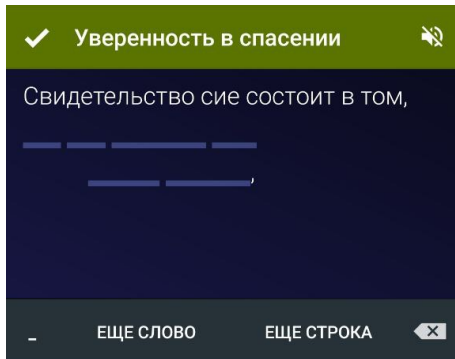 Уверенность в спасении
Свидетельство сие состоит в том,
,
_ ЕЩЕ СЛОВО ЕЩЕ СТРОКА